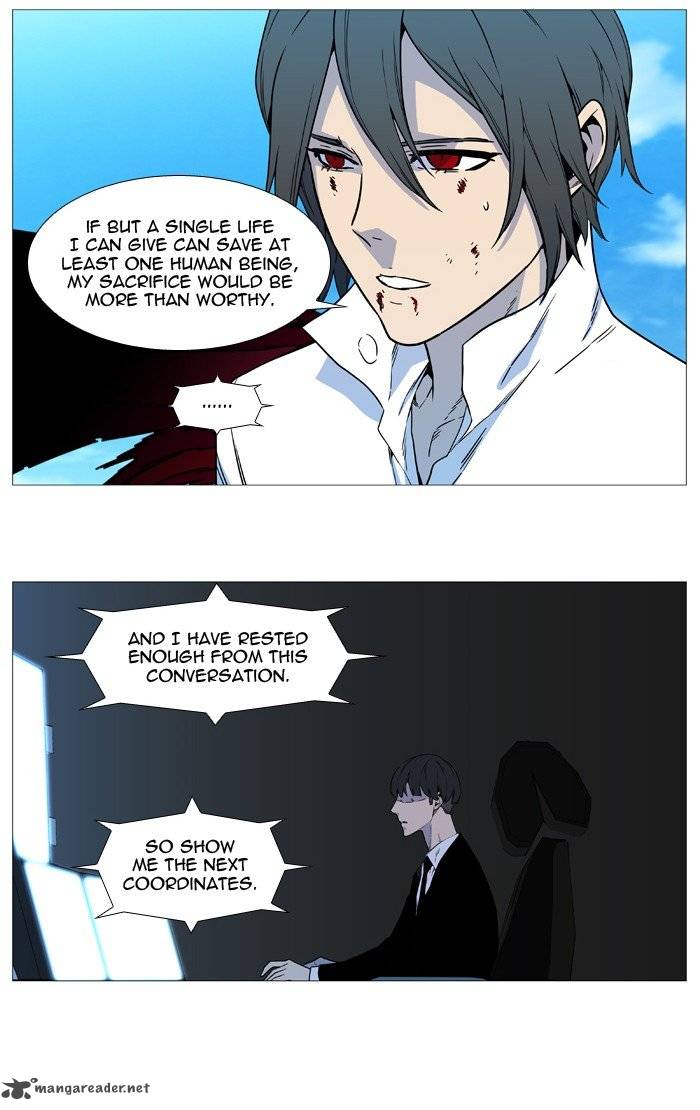 IF BUT A SINGLE LIFE
I CAN GIVE CAN SAVE AT
LEAST ONE HUMAN BEING,
MY SACRIFICE WOULD BE
MORE THAN WORTHY.
......
AND I HAVE RESTED
ENOUGH FROM THIS
CONVERSATION.
SO SHOW
ME THE NEXT
COORDINATES.
mangareader.net